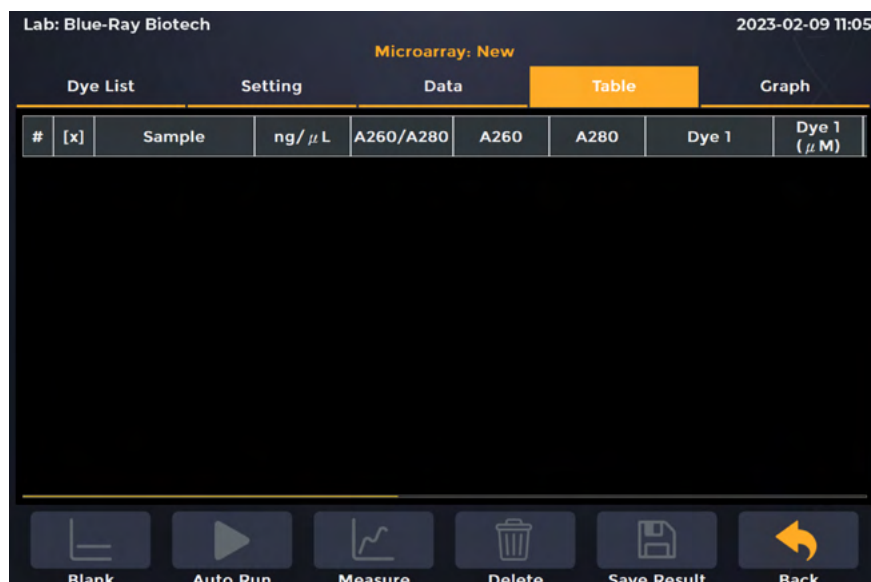 Lab: Blue-Ray Biotech 2023-02-09 11:05
Microarray: New
Dye List Setting Data Table Graph
# [x] Sample ng/μL A260/A280 A260 A280 Dye 1 Dye 1
(μM)
Blank Auto Run Measure Delete Save Result Back